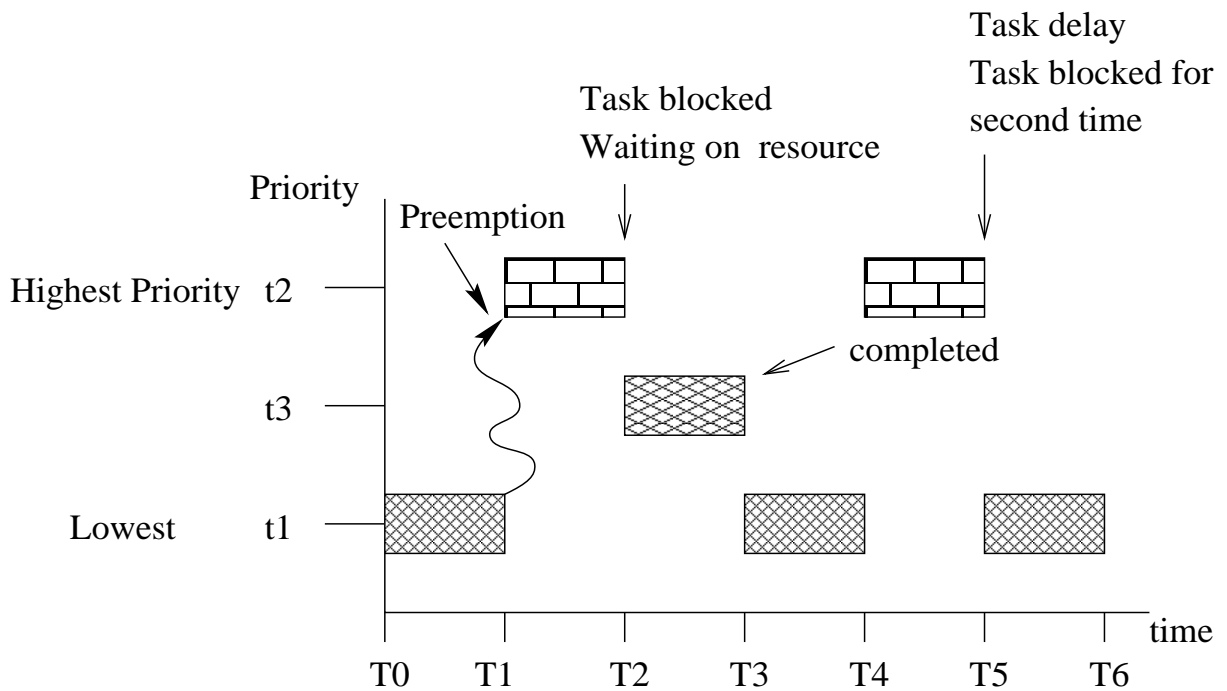 Task delay
Task blocked for
second time
Task blocked
Waiting on resource
Priority
Preemption
Highest Priority t2
completed
t3
Lowest t1
time
T0 T1 T2 T3 T4 T5 T6